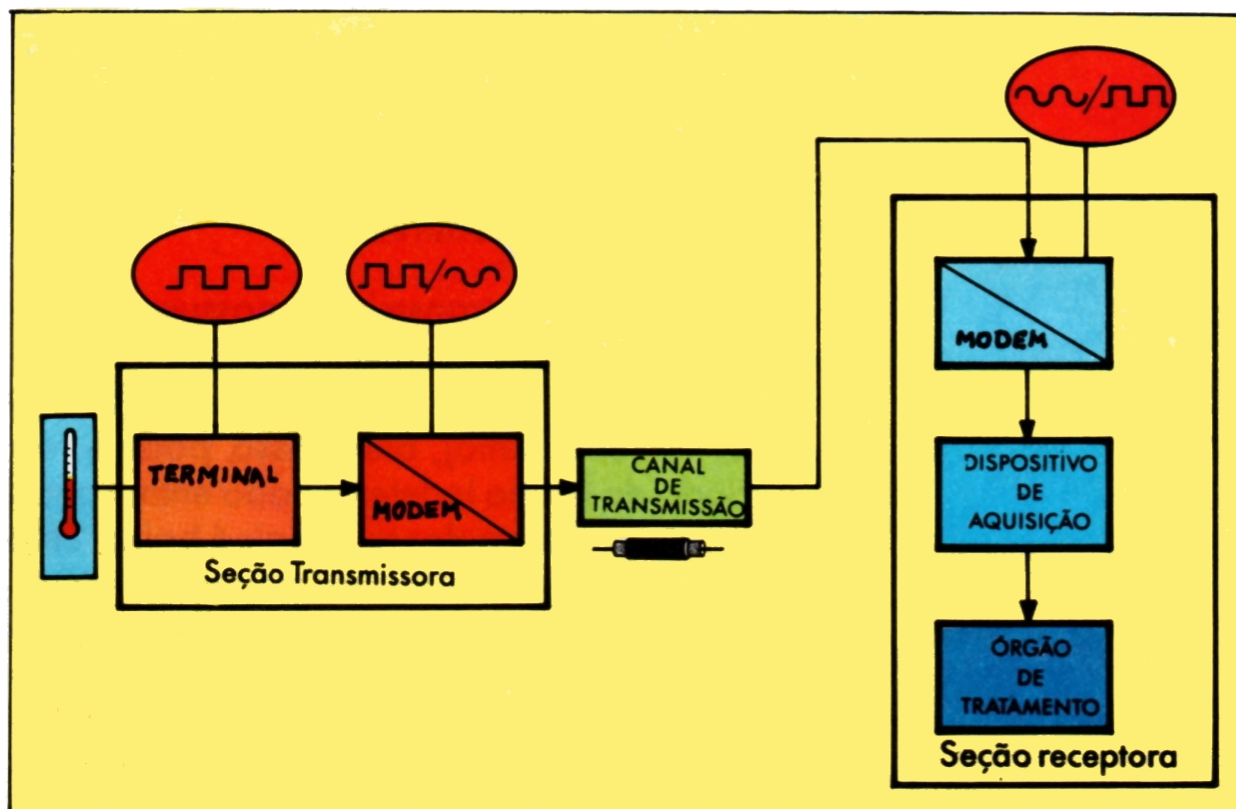 TERMINAL
MODEM
Seção Transmissora
CANAL
DE
TRANSMISSÃO
MODEM
DISPOSITIVO
DE
AQUISIÇÃO
ÓRGÃO
DE
TRATAMENTO
Seção receptora